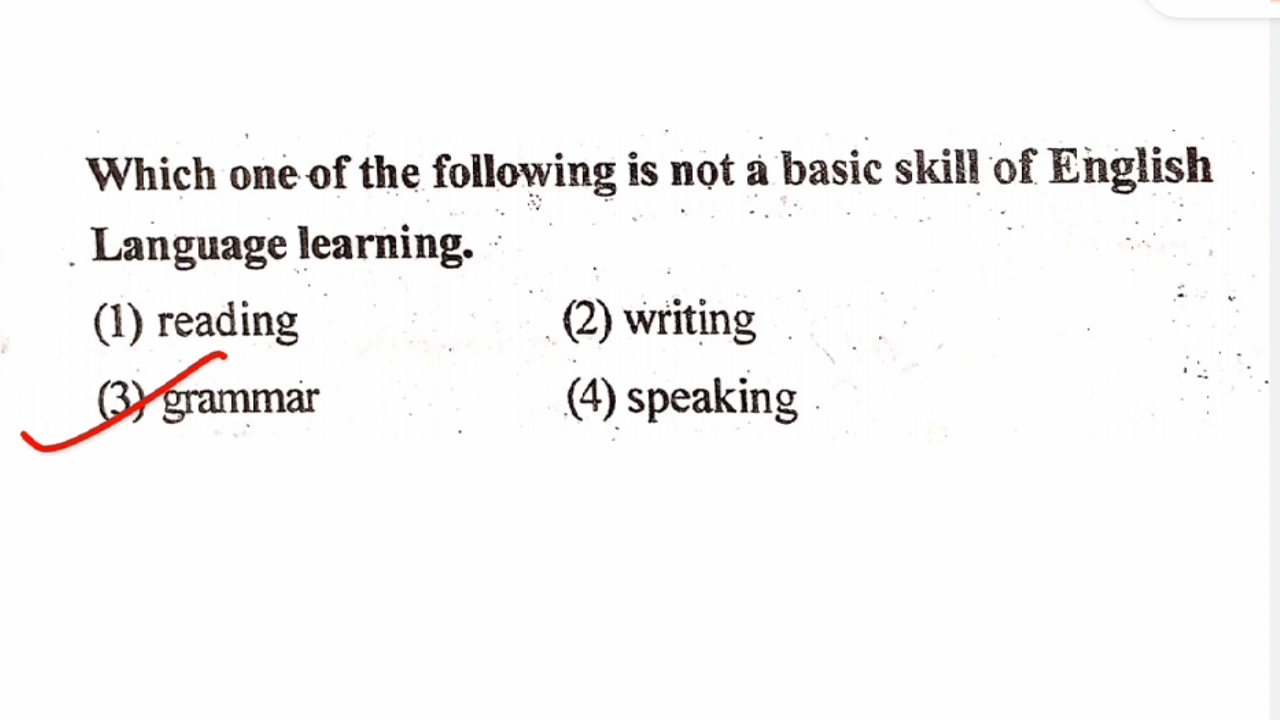 Which one of the following is not a basic skill of English
Language learning.
(1) reading (2) writing
(3) grammar (4) speaking